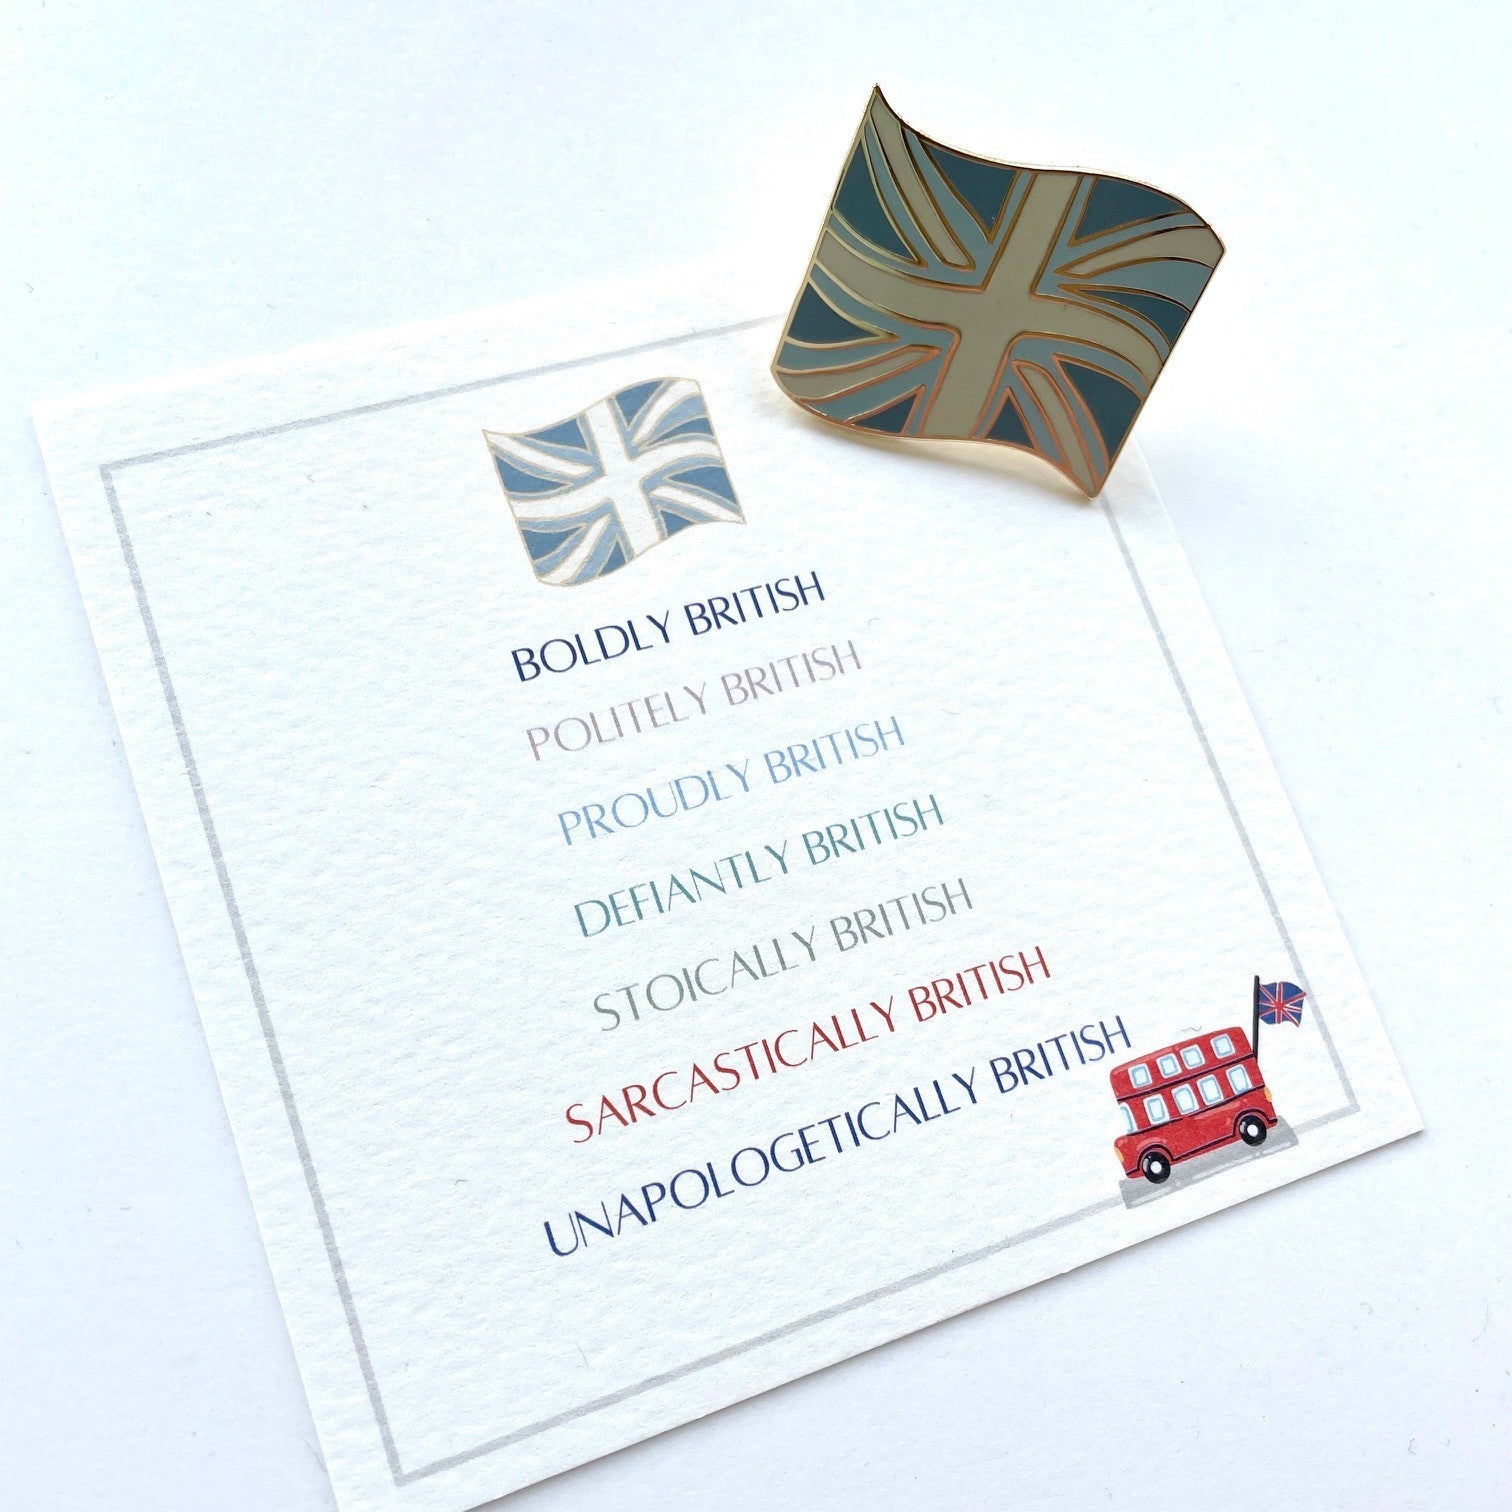 BOLDLY BRITISH
POLITELY BRITISH
PROUDLY BRITISH
DEFIANTLY BRITISH
STOICALLY BRITISH
SARCASTICALLY BRITISH
UNAPOLOGETICALLY BRITISH